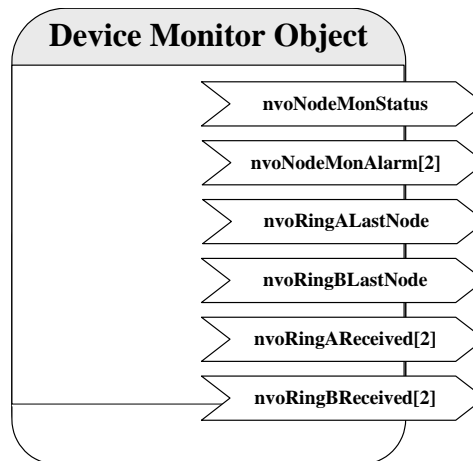 Device Monitor Object
nvoNodeMonStatus
nvoNodeMonAlarm[2]
nvoRingALastNode
nvoRingBLastNode
nvoRingAReceived[2]
nvoRingBReceived[2]